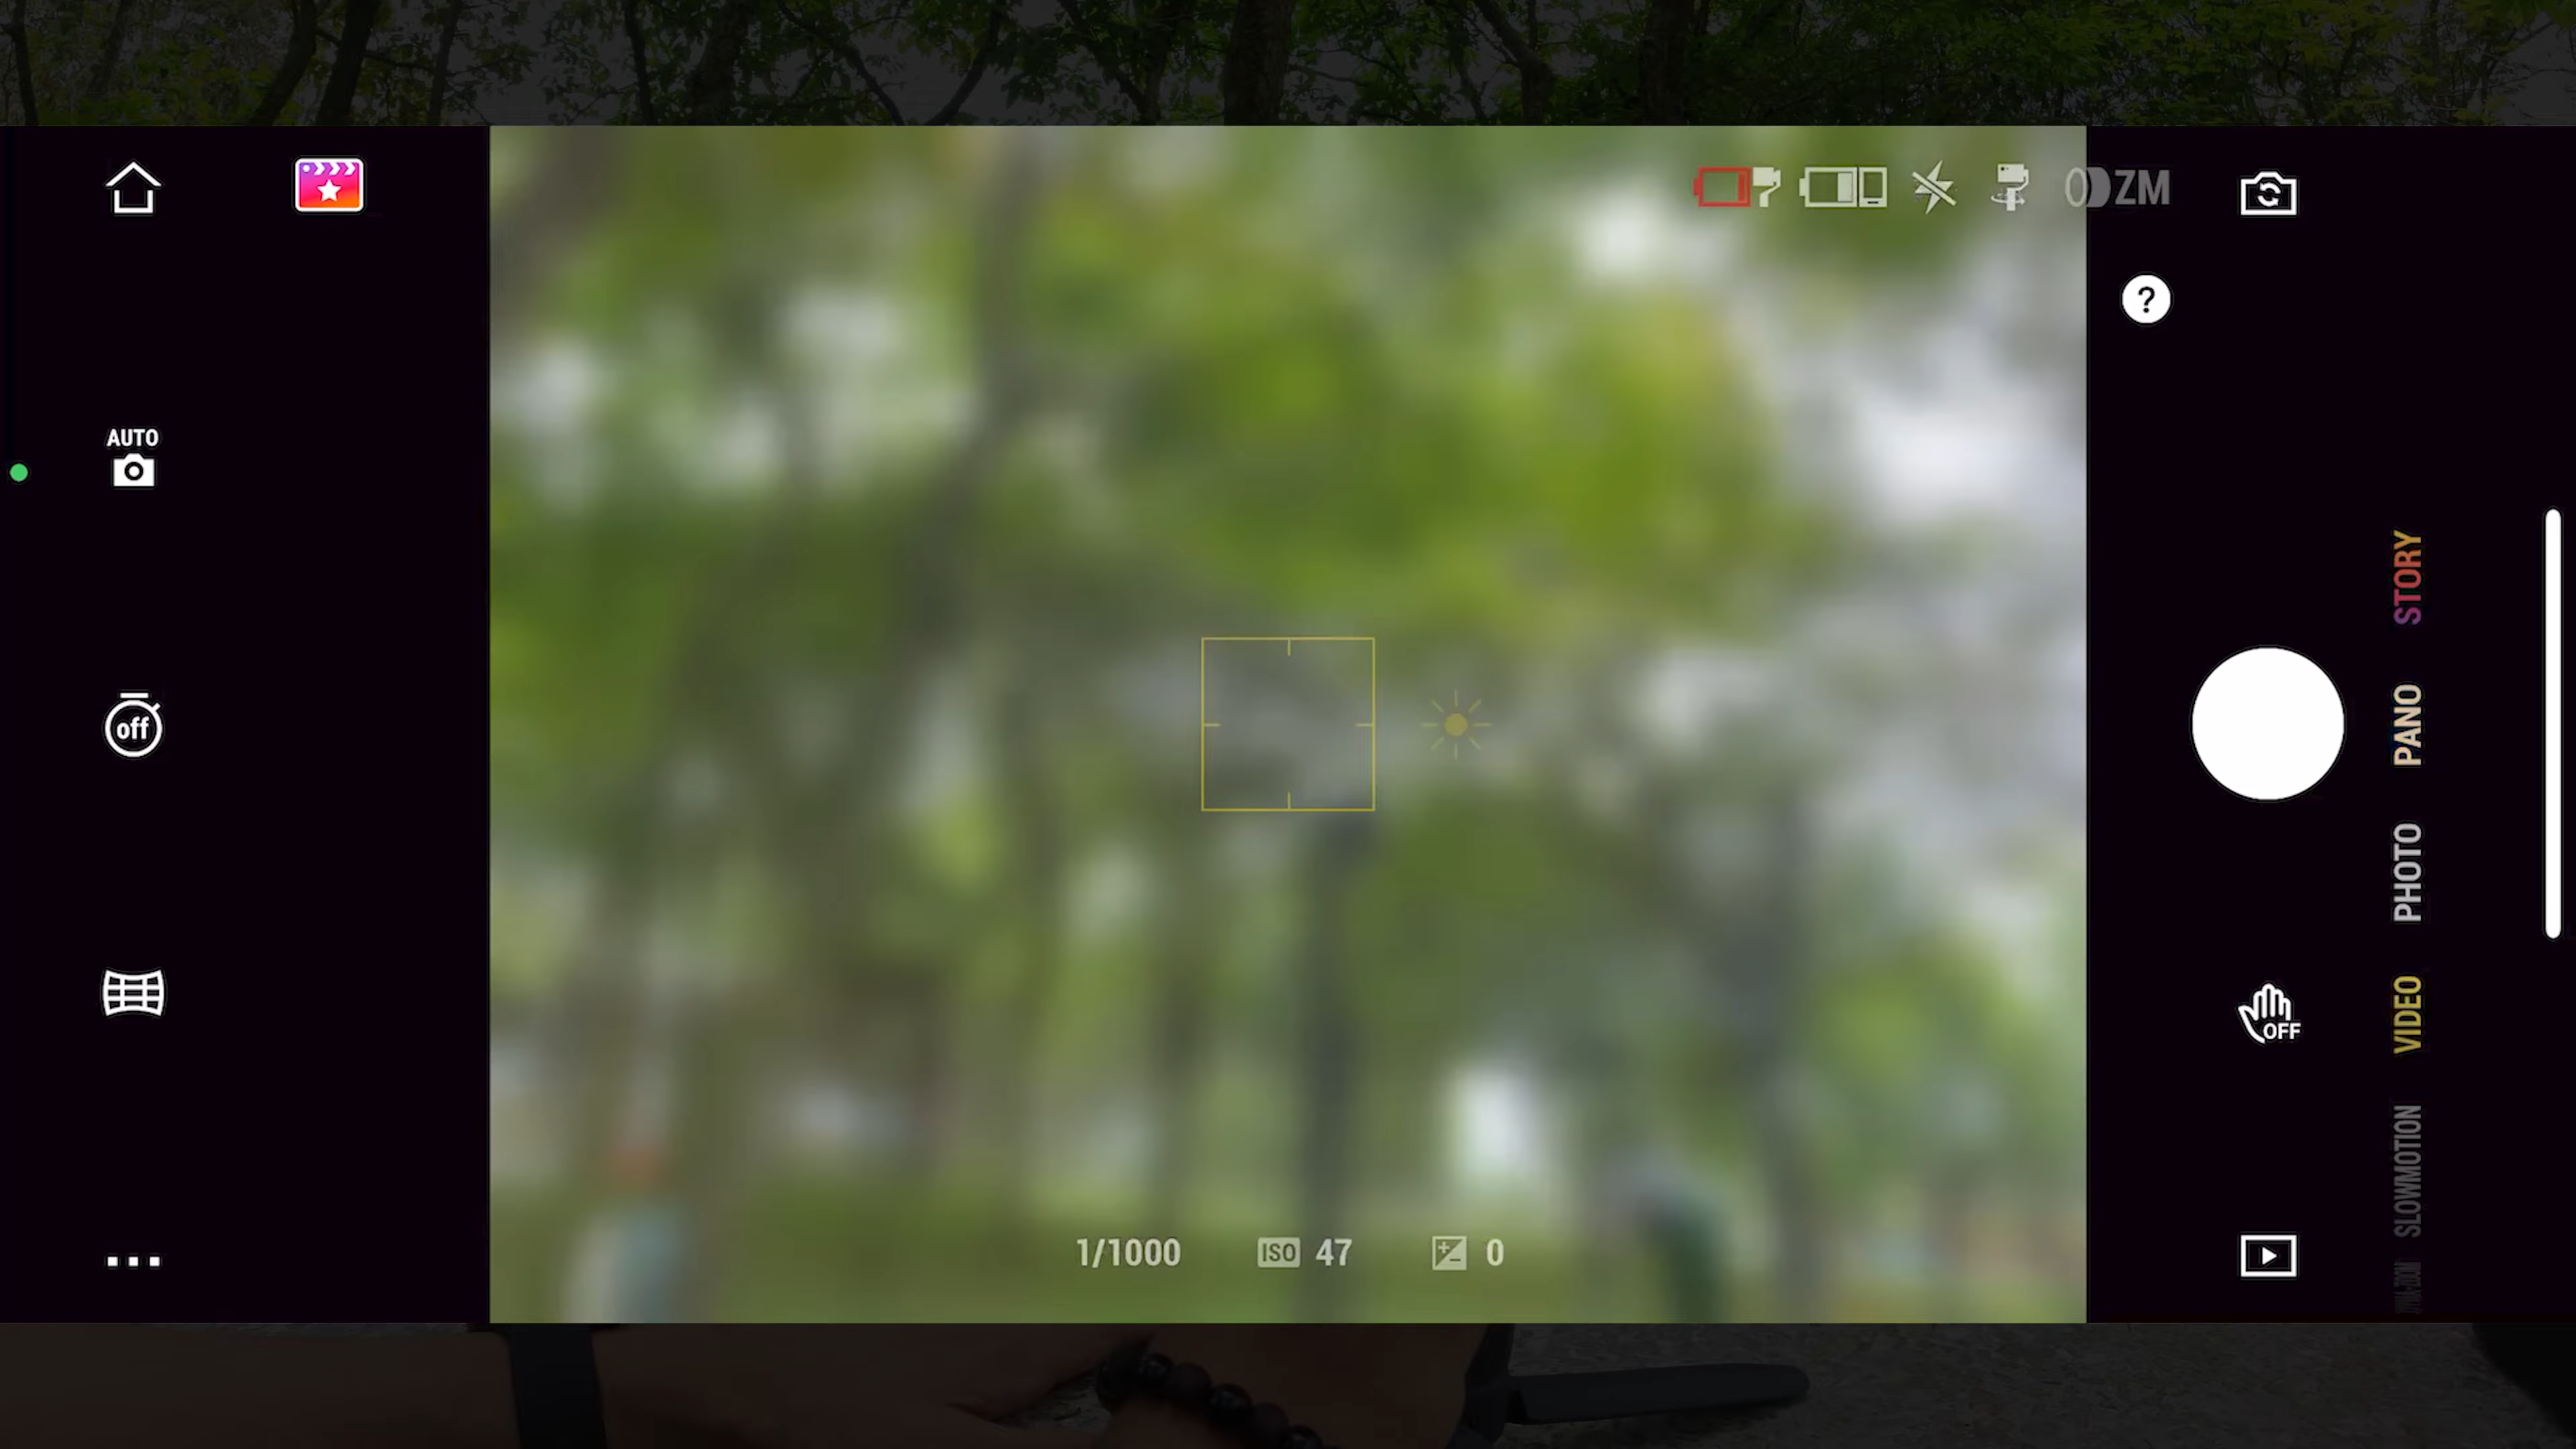 ZM
?
AUTO
off
STORY
PANO
PHOTO
VIDEO
SLOWMOTION
OFF
1/1000 ISO 47 0